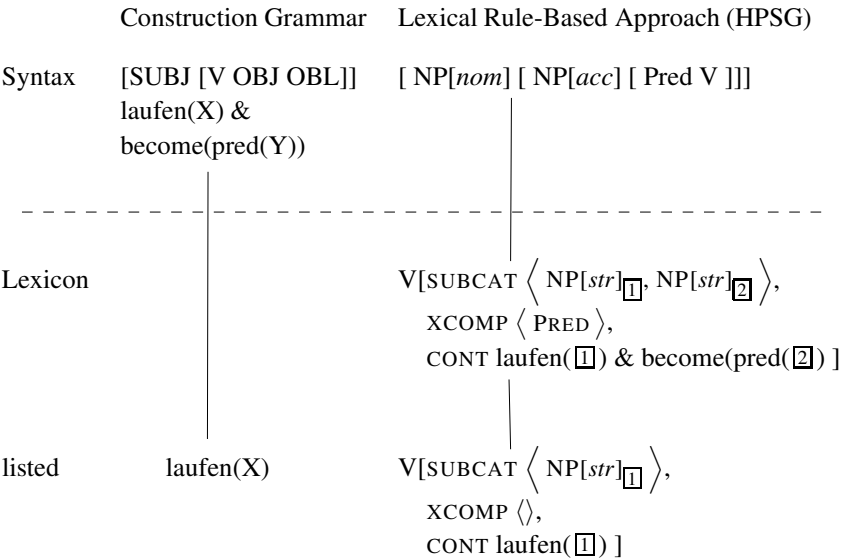 Construction Grammar Lexical Rule-Based Approach (HPSG)
Syntax [SUBJ [V OBJ OBL]] [ NP[nom] [ NP[acc] [ Pred V ]]]
laufen(X) &
become(pred(Y))
Lexicon V[SUBCAT ⟨ NP[str]1, NP[str]2 ⟩,
XCOMP ⟨ PRED ⟩,
CONT laufen( 1 ) & become(pred( 2 ) ]
listed laufen(X) V[SUBCAT ⟨ NP[str]1 ⟩,
XCOMP ⟨⟩,
CONT laufen( 1 ) ]